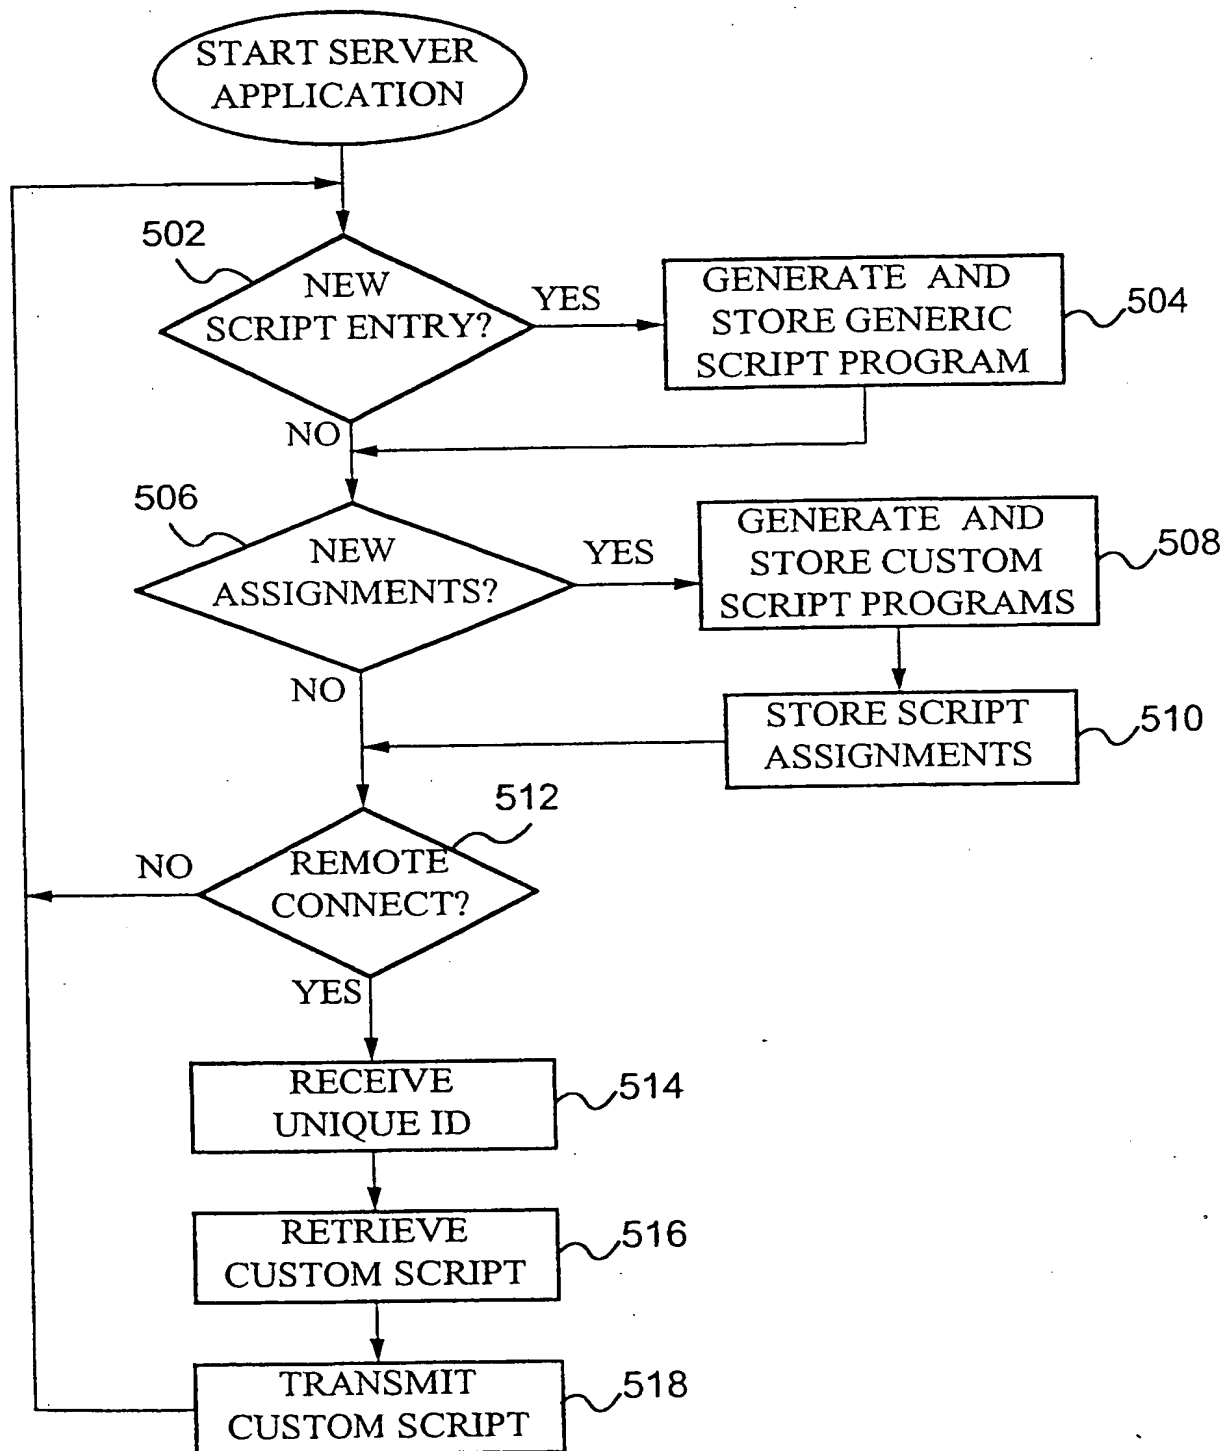 START SERVER
APPLICATION
502
NEW
SCRIPT ENTRY?
YES
GENERATE AND
STORE GENERIC
SCRIPT PROGRAM
504
NO
506
NEW
ASSIGNMENTS?
YES
GENERATE AND
STORE CUSTOM
SCRIPT PROGRAMS
508
NO
STORE SCRIPT
ASSIGNMENTS
510
512
NO
REMOTE
CONNECT?
YES
RECEIVE
UNIQUE ID
514
RETRIEVE
CUSTOM SCRIPT
516
TRANSMIT
CUSTOM SCRIPT
518